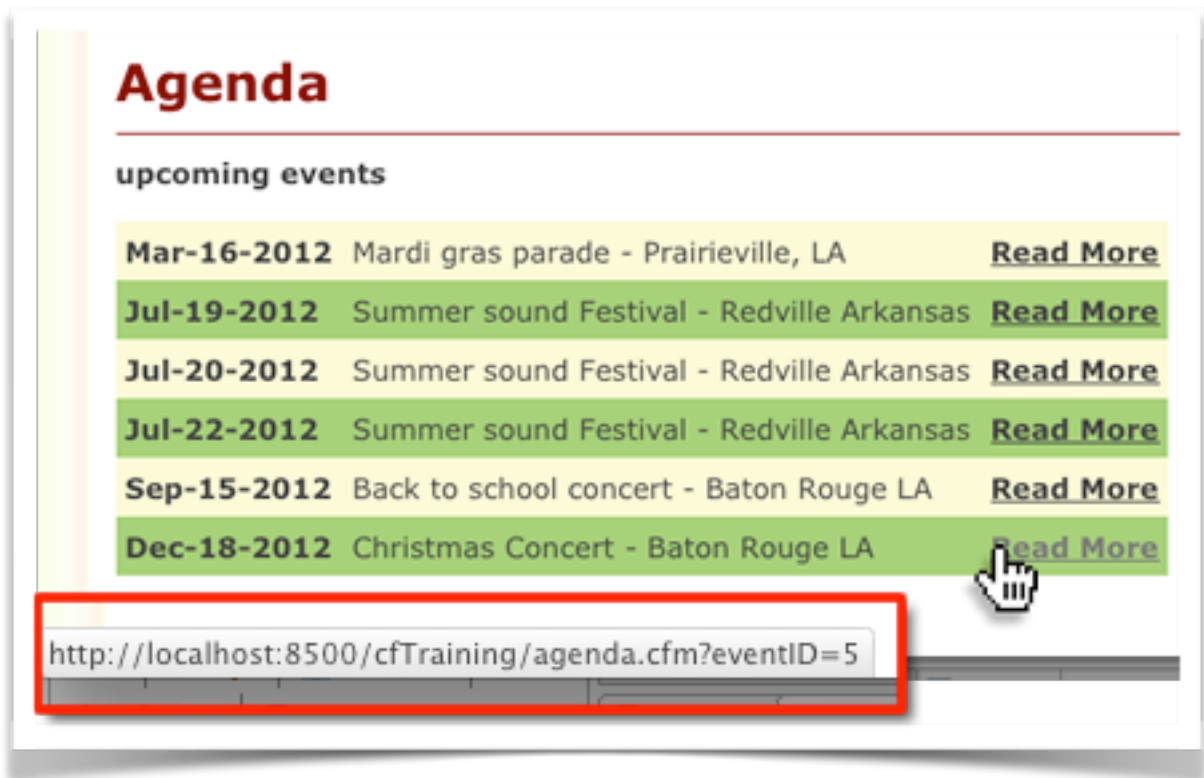 Agenda
upcoming events
Mar-16-2012 Mardi gras parade - Prairieville, LA Read More
Jul-19-2012 Summer sound Festival - Redville Arkansas Read More
Jul-20-2012 Summer sound Festival - Redville Arkansas Read More
Jul-22-2012 Summer sound Festival - Redville Arkansas Read More
Sep-15-2012 Back to school concert - Baton Rouge LA Read More
Dec-18-2012 Christmas Concert - Baton Rouge LA Read More
http://localhost:8500/cfTraining/agenda.cfm?eventID=5